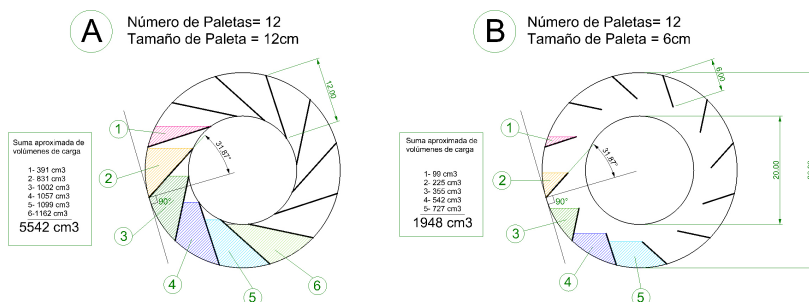 A
Número de Paletas= 12
Tamaño de Paleta = 12cm
12.00
1
2
3
4
5
6
31.87°
90°
Suma aproximada de
volúmenes de carga
1- 391 cm3
2- 831 cm3
3- 1002 cm3
4- 1057 cm3
5- 1099 cm3
6-1162 cm3
5542 cm3
B
Número de Paletas= 12
Tamaño de Paleta = 6cm
6.00
1
2
3
4
5
31.87°
90°
20.00
Suma aproximada de
volúmenes de carga
1- 99 cm3
2- 225 cm3
3- 355 cm3
4- 542 cm3
5- 727 cm3
1948 cm3